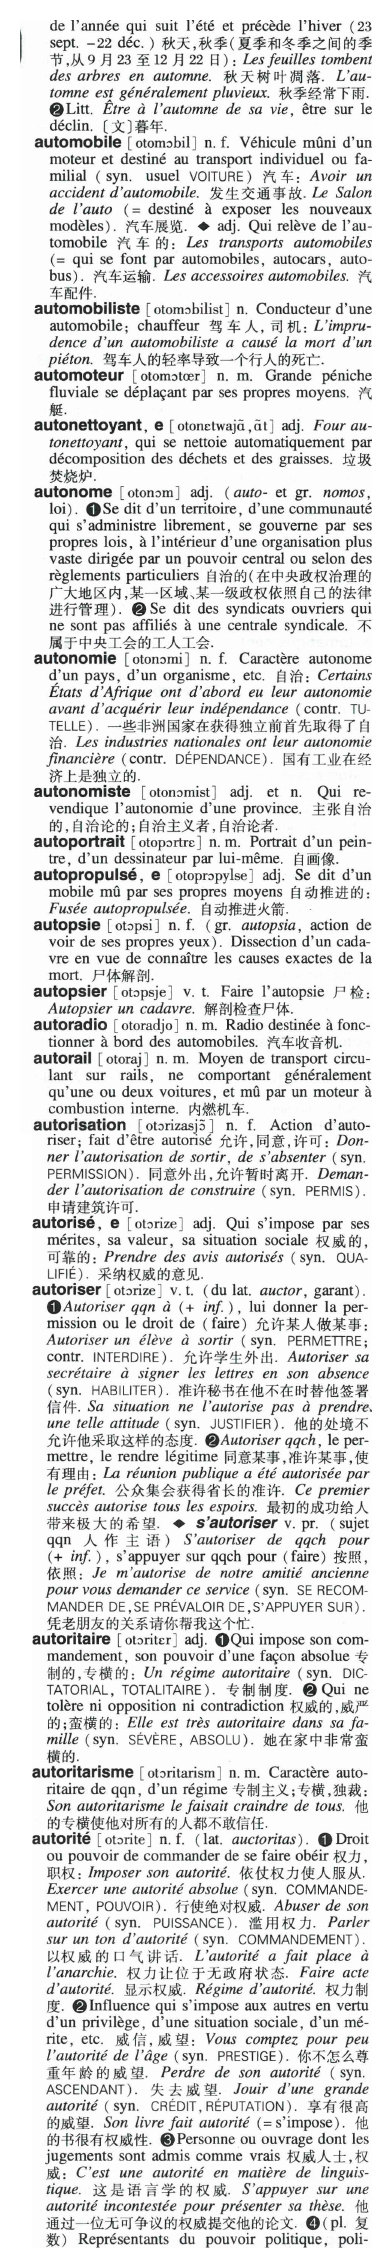 de l'année qui suit l'été et précède l'hiver (23
sept. –22 déc.) 秋天,秋季(夏季和冬季之间的季
节,从 9 月 23 至 12 月 22 日): Les feuilles tombent
des arbres en automne. 秋天树叶凋落. L'au-
tomne est généralement pluvieux. 秋季经常下雨.
❷Litt. Être à l'automne de sa vie, être sur le
déclin. 〔文〕暮年.
automobile [otomɔbil] n. f. Véhicule mûni d'un
moteur et destiné au transport individuel ou fa-
milial (syn. usuel VOITURE) 汽车: Avoir un
accident d'automobile. 发生交通事故. Le Salon
de l'auto (= destiné à exposer les nouveaux
modèles). 汽车展览. ◆ adj. Qui relève de l'au-
tomobile 汽车的: Les transports automobiles
(= qui se font par automobiles, autocars, auto-
bus). 汽车运输. Les accessoires automobiles. 汽
车配件.
automobiliste [otomɔbilist] n. Conducteur d'une
automobile; chauffeur 驾车人,司机: L'impru-
dence d'un automobiliste a causé la mort d'un
piéton. 驾车人的轻率导致一个行人的死亡.
automoteur [otomɔtœr] n. m. Grande péniche
fluviale se déplaçant par ses propres moyens. 汽
艇.
autonettoyant, e [otonɛtwajɑ̃,ɑ̃t] adj. Four au-
tonettoyant, qui se nettoie automatiquement par
décomposition des déchets et des graisses. 垃圾
焚烧炉.
autonome [otonɔm] adj. (auto- et gr. nomos,
loi). ❶Se dit d'un territoire, d'une communauté
qui s'administre librement, se gouverne par ses
propres lois, à l'intérieur d'une organisation plus
vaste dirigée par un pouvoir central ou selon des
règlements particuliers 自治的(在中央政权治理的
广大地区内,某一区域、某一级政权依照自己的法律
进行管理). ❷Se dit des syndicats ouvriers qui
ne sont pas affiliés à une centrale syndicale. 不
属于中央工会的工人工会.
autonomie [otonɔmi] n. f. Caractère autonome
d'un pays, d'un organisme, etc. 自治: Certains
États d'Afrique ont d'abord eu leur autonomie
avant d'acquérir leur indépendance (contr. TU-
TELLE). 一些非洲国家在获得独立前首先取得了自
治. Les industries nationales ont leur autonomie
financière (contr. DÉPENDANCE). 国有工业在经
济上是独立的.
autonomiste [otonɔmist] adj. et n. Qui re-
vendique l'autonomie d'une province. 主张自治
的,自治论的;自治主义者,自治论者.
autoportrait [otopɔrtrɛ] n. m. Portrait d'un pein-
tre, d'un dessinateur par lui-même. 自画像.
autopropulsé, e [otoprɔpylse] adj. Se dit d'un
mobile mû par ses propres moyens 自动推进的:
Fusée autopropulsée. 自动推进火箭.
autopsie [otɔpsi] n. f. (gr. autopsia, action de
voir de ses propres yeux). Dissection d'un cada-
vre en vue de connaître les causes exactes de la
mort. 尸体解剖.
autopsier [otɔpsje] v. t. Faire l'autopsie 尸检:
Autopsier un cadavre. 解剖检查尸体.
autoradio [otoradjo] n. m. Radio destinée à fonc-
tionner à bord des automobiles. 汽车收音机.
autorail [otoraj] n. m. Moyen de transport circu-
lant sur rails, ne comportant généralement
qu'une ou deux voitures, et mû par un moteur à
combustion interne. 内燃机车.
autorisation [otɔrizasjɔ̃] n. f. Action d'auto-
riser; fait d'être autorisé 允许,同意,许可: Don-
ner l'autorisation de sortir, de s'absenter (syn.
PERMISSION). 同意外出,允许暂时离开. Deman-
der l'autorisation de construire (syn. PERMIS).
申请建筑许可.
autorisé, e [otɔrize] adj. Qui s'impose par ses
mérites, sa valeur, sa situation sociale 权威的,
可靠的: Prendre des avis autorisés (syn. QUA-
LIFIÉ). 采纳权威的意见.
autoriser [otɔrize] v. t. (du lat. auctor, garant).
❶Autoriser qqn à (+ inf.), lui donner la per-
mission ou le droit de (faire) 允许某人做某事:
Autoriser un élève à sortir (syn. PERMETTRE;
contr. INTERDIRE). 允许学生外出. Autoriser sa
secrétaire à signer les lettres en son absence
(syn. HABILITER). 准许秘书在他不在时替他签署
信件. Sa situation ne l'autorise pas à prendre
une telle attitude (syn. JUSTIFIER). 他的处境不
允许他采取这样的态度. ❷Autoriser qqch, le per-
mettre, le rendre légitime 同意某事,准许某事,使
有理由: La réunion publique a été autorisée par
le préfet. 公众集会获得省长的准许. Ce premier
succès autorise tous les espoirs. 最初的成功给人
带来极大的希望. ◆ s'autoriser v. pr. (sujet
qqn 人作主语) S'autoriser de qqch pour
(+ inf.), s'appuyer sur qqch pour (faire) 按照,
依照: Je m'autorise de notre amitié ancienne
pour vous demander ce service (syn. SE RECOM-
MANDER DE,SE PRÉVALOIR DE,S'APPUYER SUR).
凭老朋友的关系请你帮我这个忙.
autoritaire [otɔritɛr] adj. ❶Qui impose son com-
mandement, son pouvoir d'une façon absolue 专
制的,专横的: Un régime autoritaire (syn. DIC-
TATORIAL, TOTALITAIRE). 专制制度. ❷Qui ne
tolère ni opposition ni contradiction 权威的,威严
的;蛮横的: Elle est très autoritaire dans sa fa-
mille (syn. SÉVÈRE, ABSOLU). 她在家中非常蛮
横的.
autoritarisme [otɔritarism] n. m. Caractère auto-
ritaire de qqn, d'un régime 专制主义;专横,独裁:
Son autoritarisme le faisait craindre de tous. 他
的专横使他对所有的人都不敢信任.
autorité [otɔrite] n. f. (lat. auctoritas). ❶Droit
ou pouvoir de commander de se faire obéir 权力,
职权: Imposer son autorité. 依仗权力使人服从.
Exercer une autorité absolue (syn. COMMANDE-
MENT, POUVOIR). 行使绝对权威. Abuser de son
autorité (syn. PUISSANCE). 滥用权力. Parler
sur un ton d'autorité (syn. COMMANDEMENT).
以权威的口气讲话. L'autorité a fait place à
l'anarchie. 权力让位于无政府状态. Faire acte
d'autorité. 显示权威. Régime d'autorité. 权力制
度. ❷Influence qui s'impose aux autres en vertu
d'un privilège, d'une situation sociale, d'un mé-
rite, etc. 威信,威望: Vous comptez pour peu
l'autorité de l'âge (syn. PRESTIGE). 你不怎么尊
重年龄的威望. Perdre de son autorité (syn.
ASCENDANT). 失去威望. Jouir d'une grande
autorité (syn. CRÉDIT,RÉPUTATION). 享有很高
的威望. Son livre fait autorité (=s'impose). 他
的书很有权威性. ❸Personne ou ouvrage dont les
jugements sont admis comme vrais 权威人士,权
威: C'est une autorité en matière de linguis-
tique. 这是语言学的权威. S'appuyer sur une
autorité incontestée pour présenter sa thèse. 他
通过一位无可争议的权威提交他的论文. ❹(pl. 复
数) Représentants du pouvoir politique, poli-